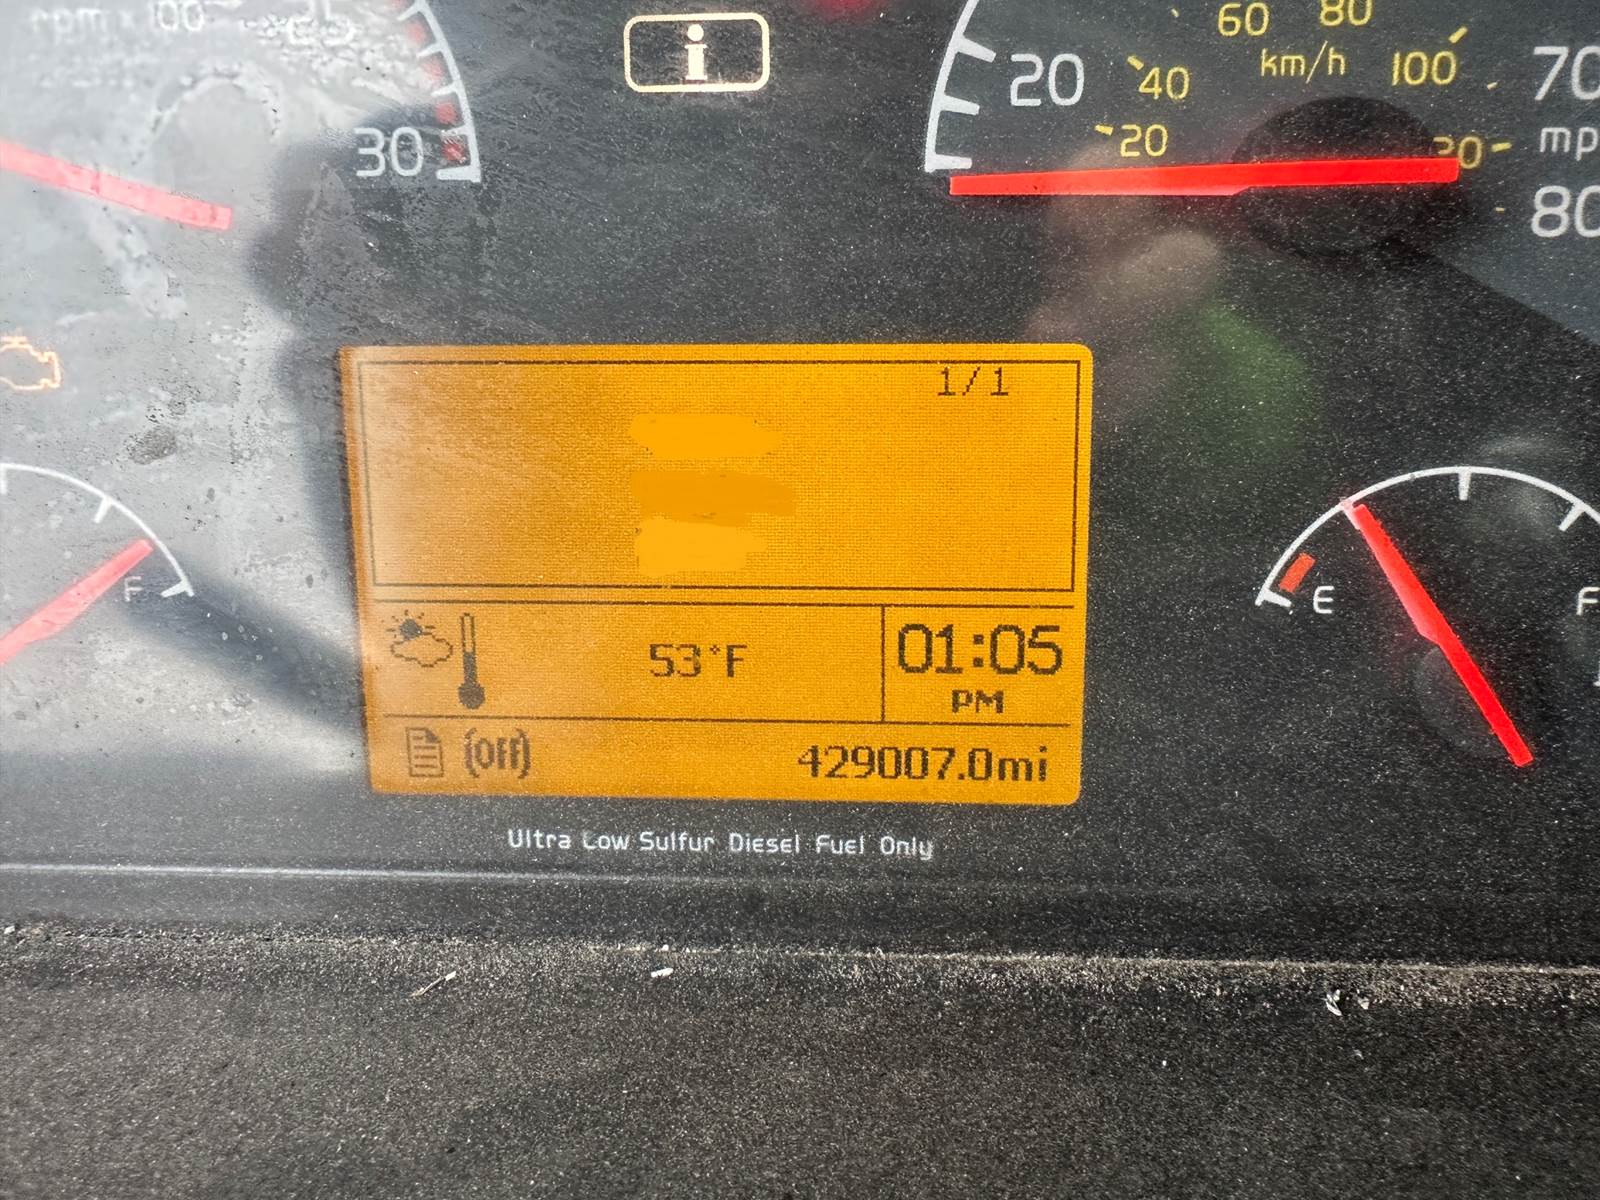 rpm x 100 25
30
i
20
60 80
40 km/h 100
20
70
80
1/1
53°F
01:05
PM
(Off)
429007.0mi
F
E
F
Ultra Low Sulfur Diesel Fuel Only